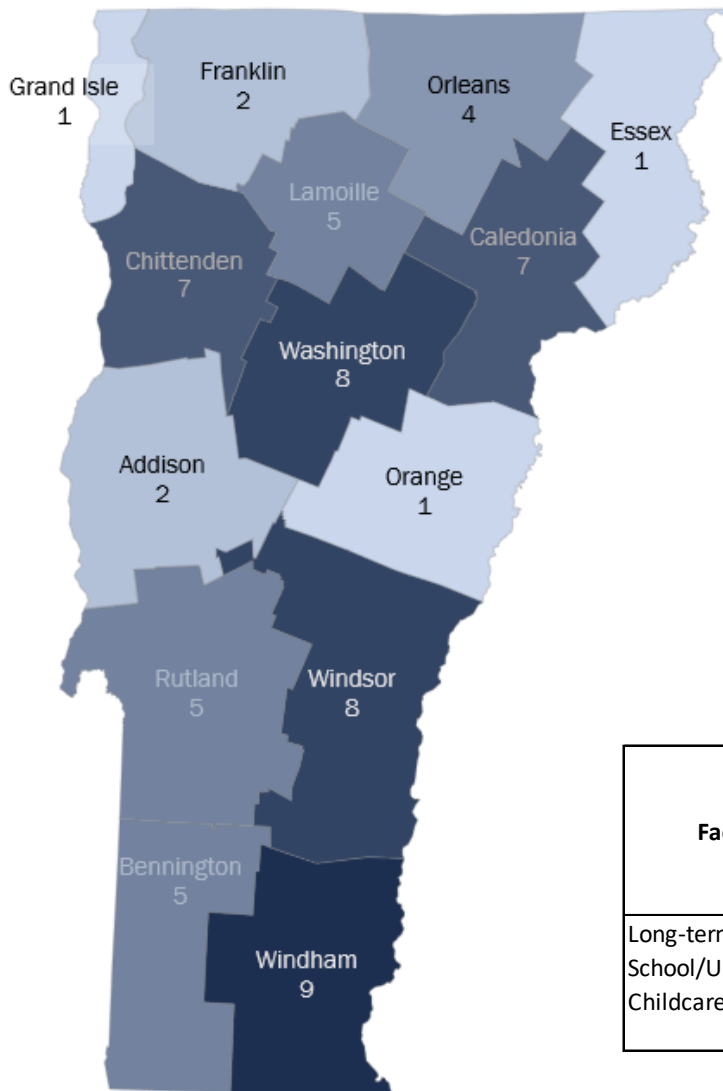 Grand Isle
1
Franklin
2
Orleans
4
Essex
1
Lamoille
5
Chittenden
7
Caledonia
7
Washington
8
Addison
2
Orange
1
Rutland
5
Windsor
8
Bennington
5
Windham
9
Long-term
School/U
Childcare